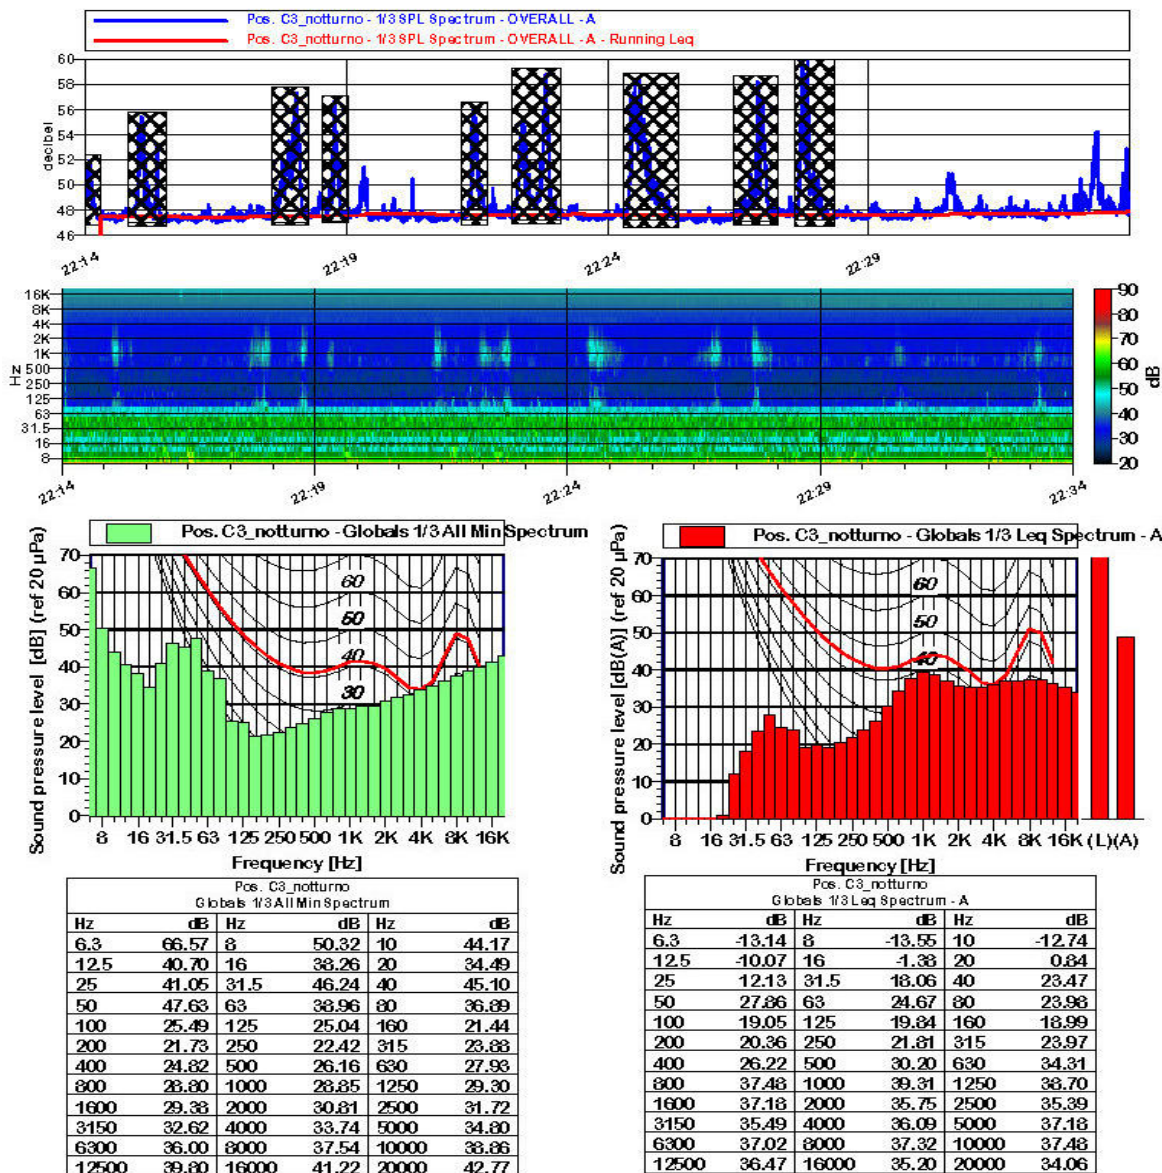 Pos. C3_notturno - 1/3 SPL Spectrum - OVERALL - A
Pos. C3_notturno - 1/3 SPL Spectrum - OVERALL - A - Running Leq
decibel
60
58
56
54
52
50
48
46
22:14 22:19 22:24 22:29
Hz
16K
8K
4K
2K
1K
500
250
125
63
31.5
16
8
22:14 22:19 22:24 22:29 22:34
90
80
70
60
50
40
30
20
dB
Pos. C3_notturno - Globals 1/3 All Min Spectrum
Sound pressure level [dB] (ref 20 µPa)
70
60
50
40
30
20
10
0
60
50
40
30
8 16 31.5 63 125 250 500 1K 2K 4K 8K 16K
Frequency [Hz]
Pos. C3_notturno
Globals 1/3 All Min Spectrum
Hz dB Hz dB Hz dB
6.3 66.57 8 50.32 10 44.17
12.5 40.70 16 38.26 20 34.49
25 41.05 31.5 46.24 40 45.10
50 47.63 63 38.96 80 36.89
100 25.49 125 25.04 160 21.44
200 21.73 250 22.42 315 23.88
400 24.82 500 26.16 630 27.93
800 28.80 1000 28.85 1250 29.30
1600 29.38 2000 30.81 2500 31.72
3150 32.62 4000 33.74 5000 34.80
6300 36.00 8000 37.54 10000 38.86
12500 39.80 16000 41.22 20000 42.77
Pos. C3_notturno - Globals 1/3 Leq Spectrum - A
Sound pressure level [dB(A)] (ref 20 µPa)
70
60
50
40
30
20
10
0
60
50
40
8 16 31.5 63 125 250 500 1K 2K 4K 8K 16K (L)(A)
Frequency [Hz]
Pos. C3_notturno
Globals 1/3 Leq Spectrum - A
Hz dB Hz dB Hz dB
6.3 -13.14 8 -13.55 10 -12.74
12.5 -10.07 16 -1.38 20 0.84
25 12.13 31.5 18.06 40 23.47
50 27.86 63 24.67 80 23.98
100 19.05 125 19.84 160 18.99
200 20.36 250 21.81 315 23.97
400 26.22 500 30.20 630 34.31
800 37.48 1000 39.31 1250 38.70
1600 37.18 2000 35.75 2500 35.39
3150 35.49 4000 36.09 5000 37.18
6300 37.02 8000 37.32 10000 37.48
12500 36.47 16000 35.20 20000 34.06